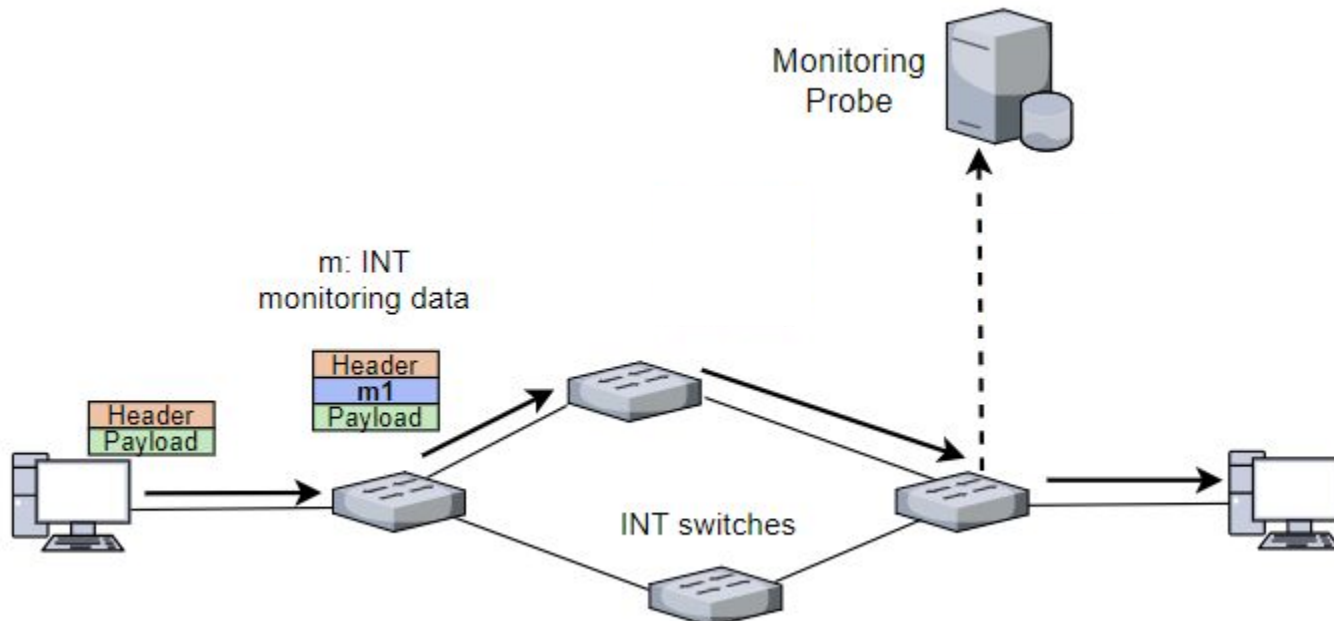 Monitoring
Probe
m: INT
monitoring data
Header
m1
Payload
Header
Payload
INT switches